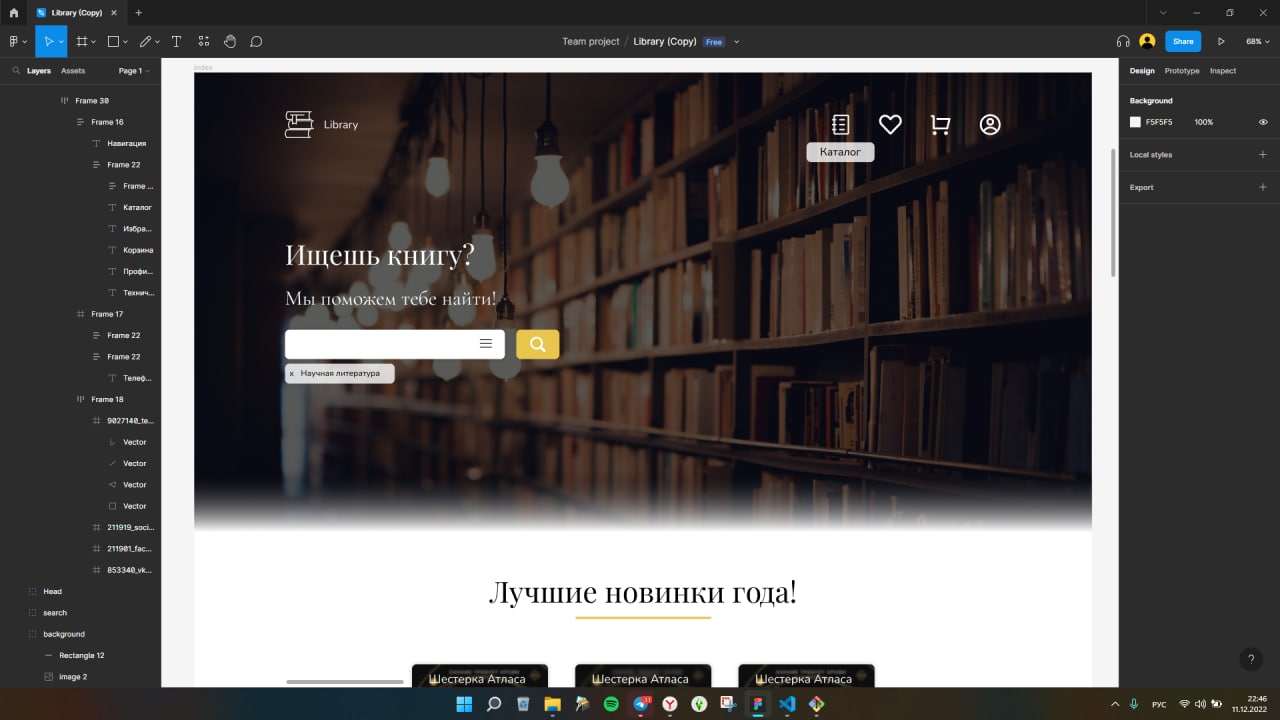 Library (Copy)
Team project / Library (Copy) Free
Share
68%
Layers Assets Page 1
Frame 30
Frame 16
Навигация
Frame 22
Frame ...
Каталог
Избра...
Корзина
Профи...
Технич...
Frame 17
Frame 22
Frame 22
Телеф...
Frame 18
9027140_te...
Vector
Vector
Vector
Vector
211919_soci...
211901_fac...
853340_vk...
Head
search
background
Rectangle 12
image 2
index
Library
Каталог
Ищешь книгу?
Мы поможем тебе найти!
x Научная литература
Лучшие новинки года!
Шестерка Атласа
Шестерка Атласа
Шестерка Атласа
Design Prototype Inspect
Background
F5F5F5 100%
Local styles
Export
?
РУС
22:46
11.12.2022